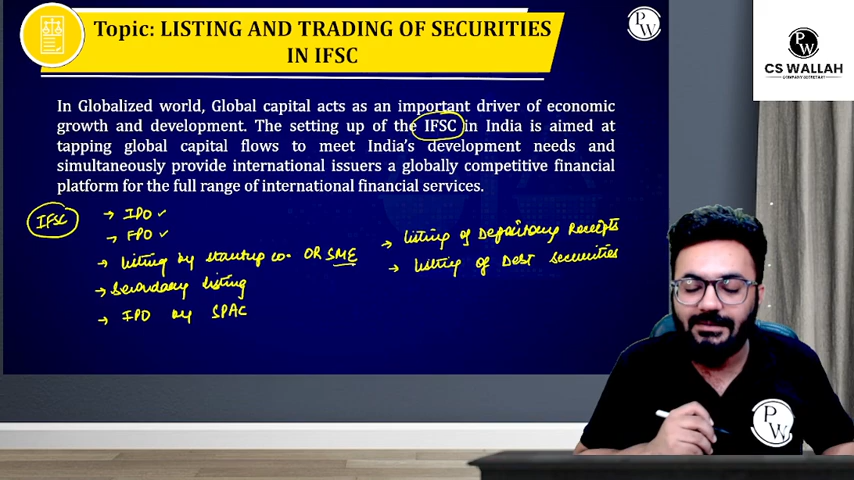 Topic: LISTING AND TRADING OF SECURITIES
IN IFSC
CS WALLAH
COMPANY SECRETARY
In Globalized world, Global capital acts as an important driver of economic
growth and development. The setting up of the IFSC in India is aimed at
tapping global capital flows to meet India's development needs and
simultaneously provide international issuers a globally competitive financial
platform for the full range of international financial services.
IFSC
→ IPO ✓
→ FPO ✓
→ listing by startup co. OR SME
→ Secondary listing
→ IPO by SPAC
→ listing of Depository Receipts
→ listing of Debt securities